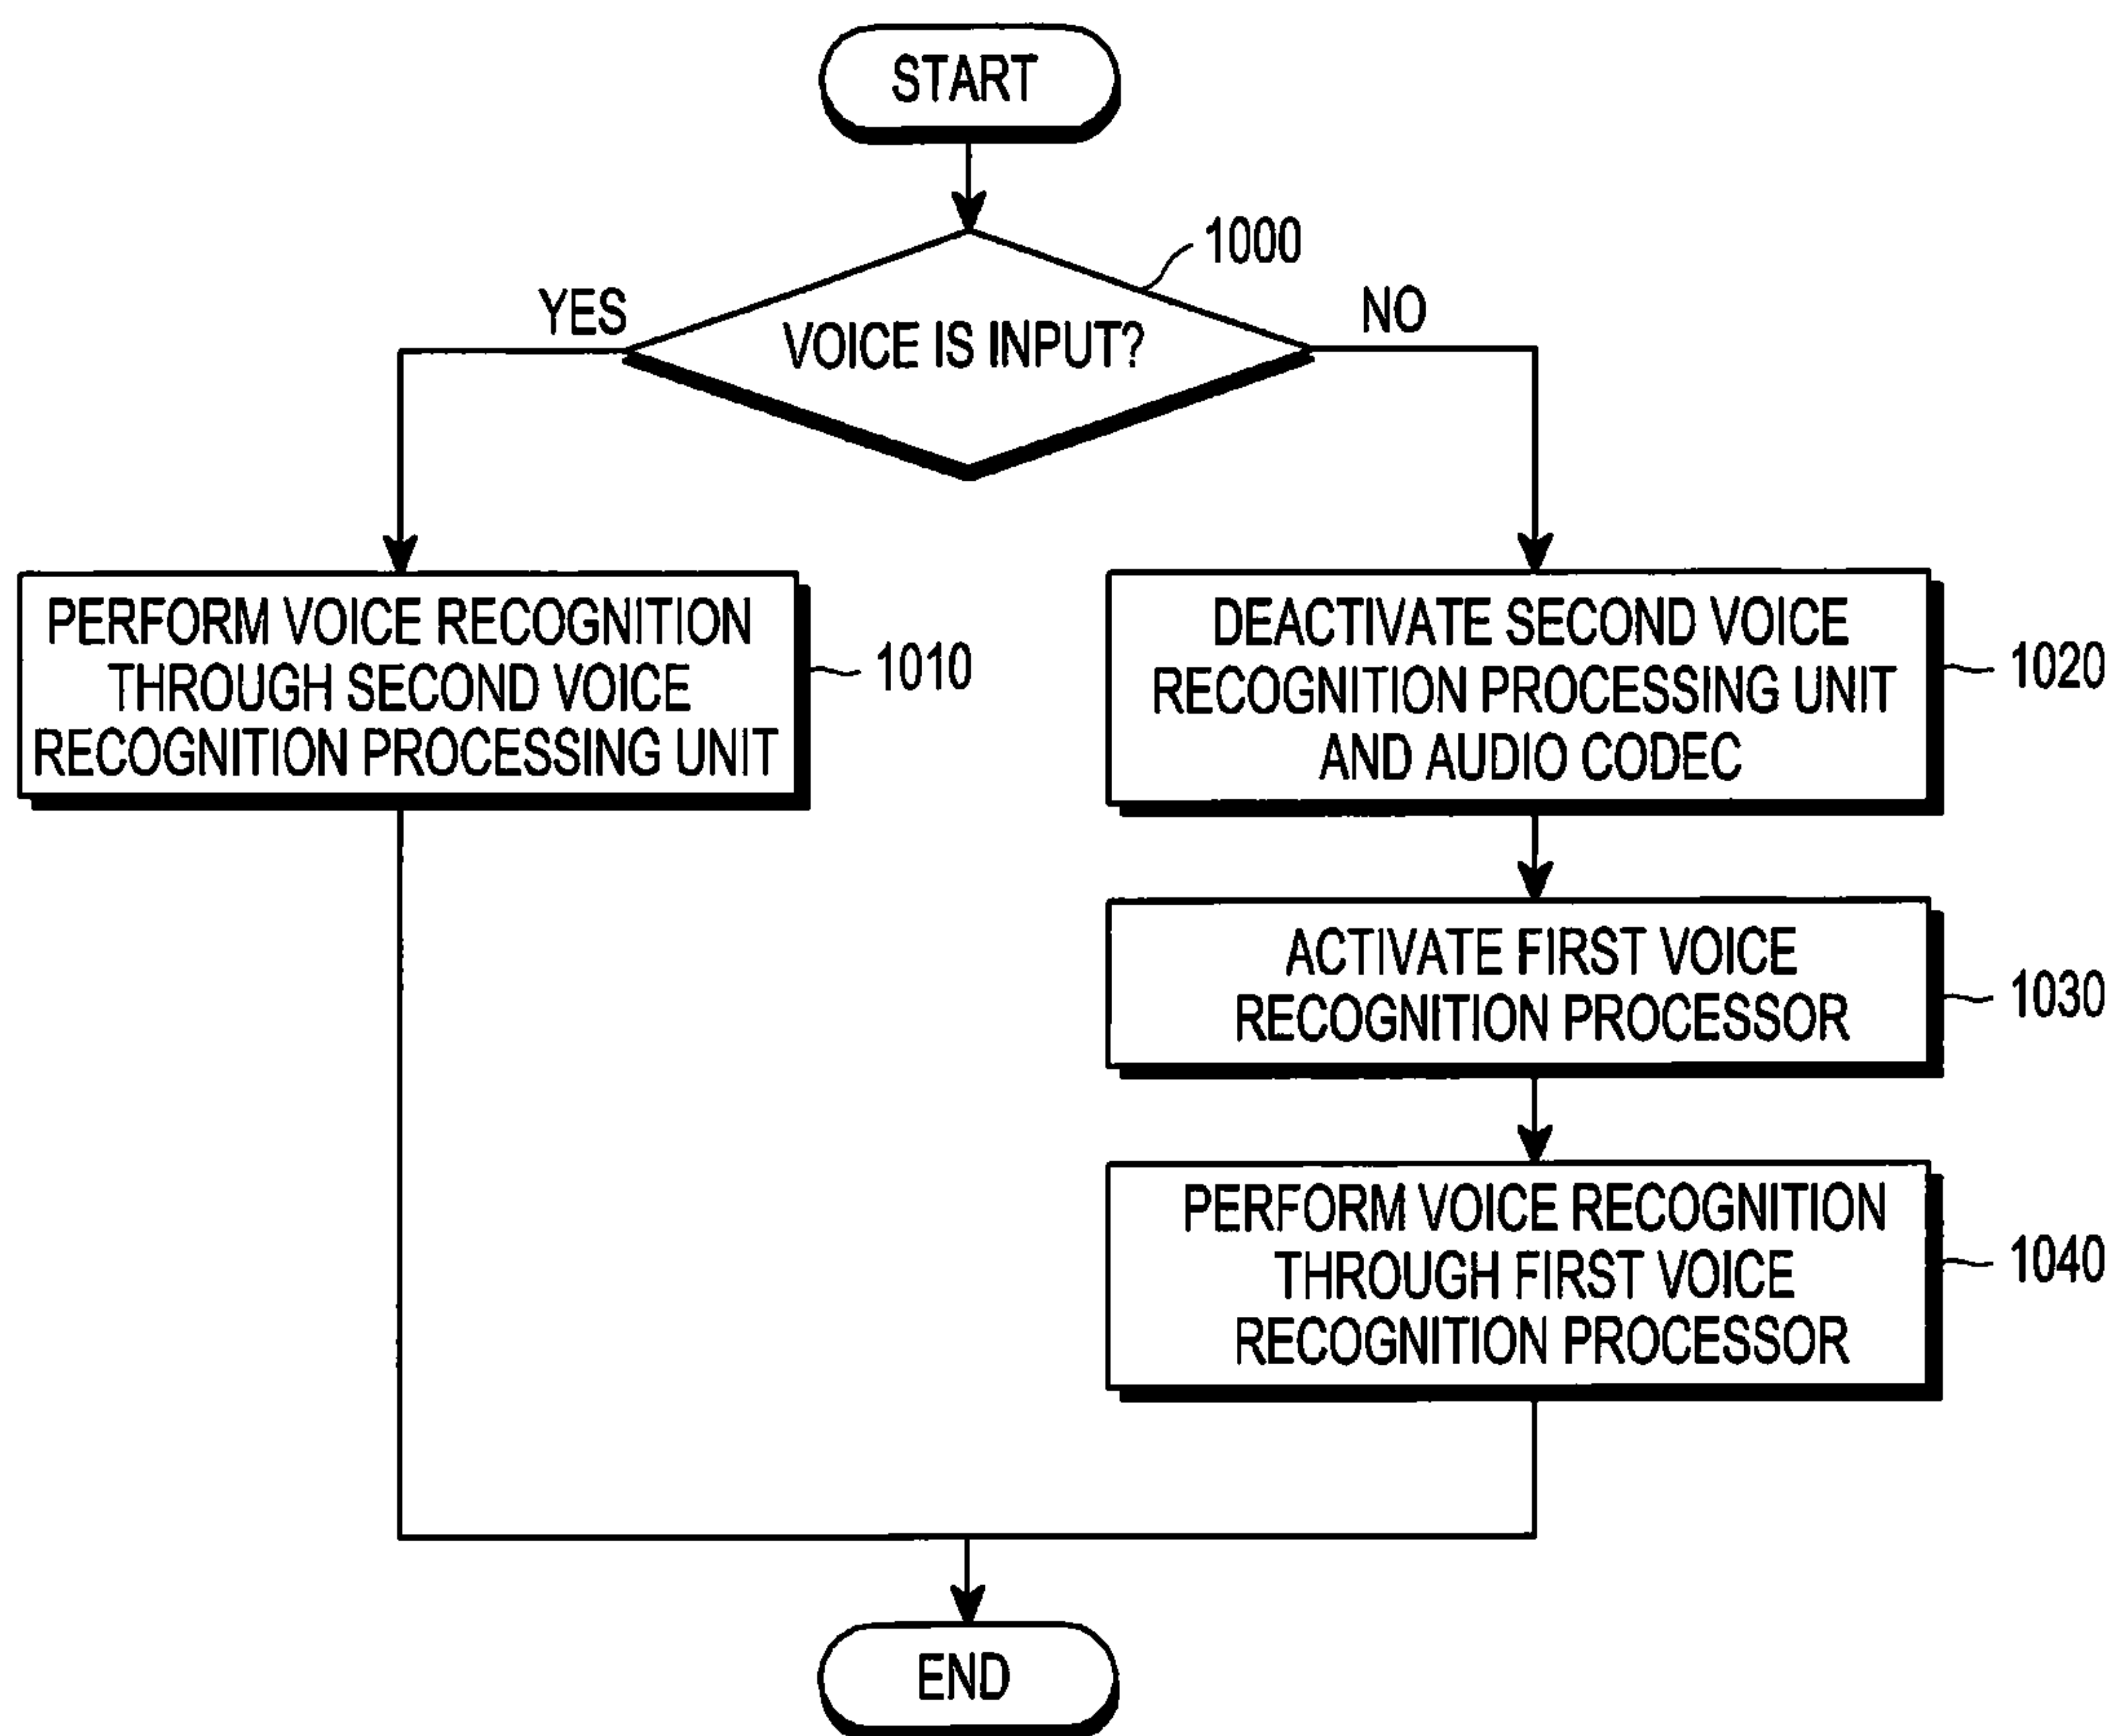 START
1000
YES
VOICE IS INPUT?
NO
PERFORM VOICE RECOGNITION
THROUGH SECOND VOICE
RECOGNITION PROCESSING UNIT
1010
DEACTIVATE SECOND VOICE
RECOGNITION PROCESSING UNIT
AND AUDIO CODEC
1020
ACTIVATE FIRST VOICE
RECOGNITION PROCESSOR
1030
PERFORM VOICE RECOGNITION
THROUGH FIRST VOICE
RECOGNITION PROCESSOR
1040
END